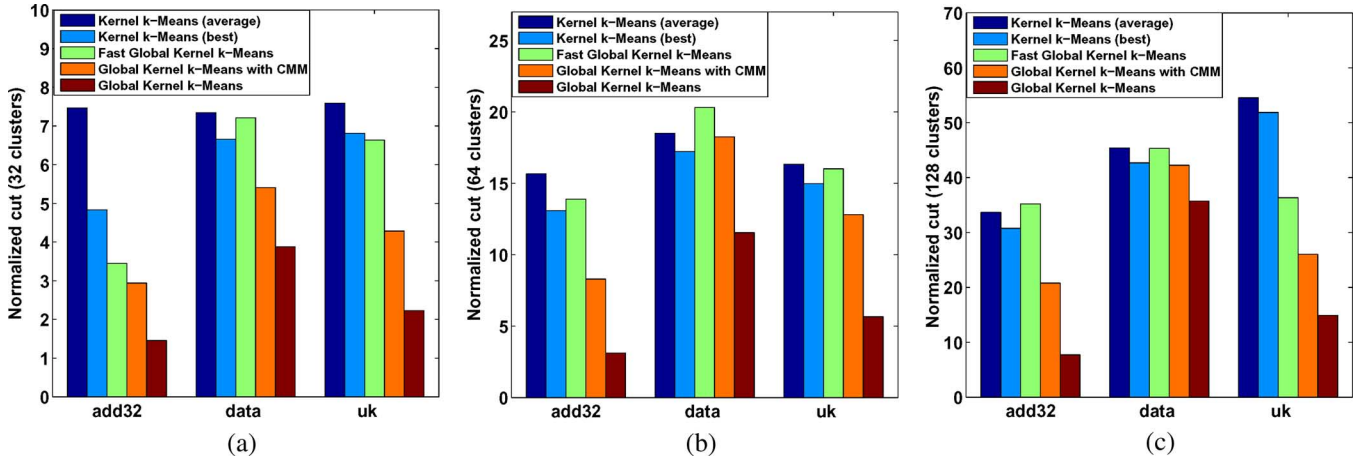 Normalized cut (32 clusters)
10
9
8
7
6
5
4
3
2
1
0
Kernel k−Means (average)
Kernel k−Means (best)
Fast Global Kernel k−Means
Global Kernel k−Means with CMM
Global Kernel k−Means
add32 data uk
(a)
Normalized cut (64 clusters)
25
20
15
10
5
0
Kernel k−Means (average)
Kernel k−Means (best)
Fast Global Kernel k−Means
Global Kernel k−Means with CMM
Global Kernel k−Means
add32 data uk
(b)
Normalized cut (128 clusters)
70
60
50
40
30
20
10
0
Kernel k−Means (average)
Kernel k−Means (best)
Fast Global Kernel k−Means
Global Kernel k−Means with CMM
Global Kernel k−Means
add32 data uk
(c)